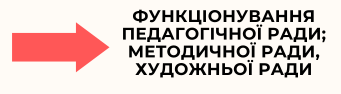 ФУНКЦІОНУВАННЯ
ПЕДАГОГІЧНОЇ РАДИ;
МЕТОДИЧНОЇ РАДИ,
ХУДОЖНЬОЇ РАДИ